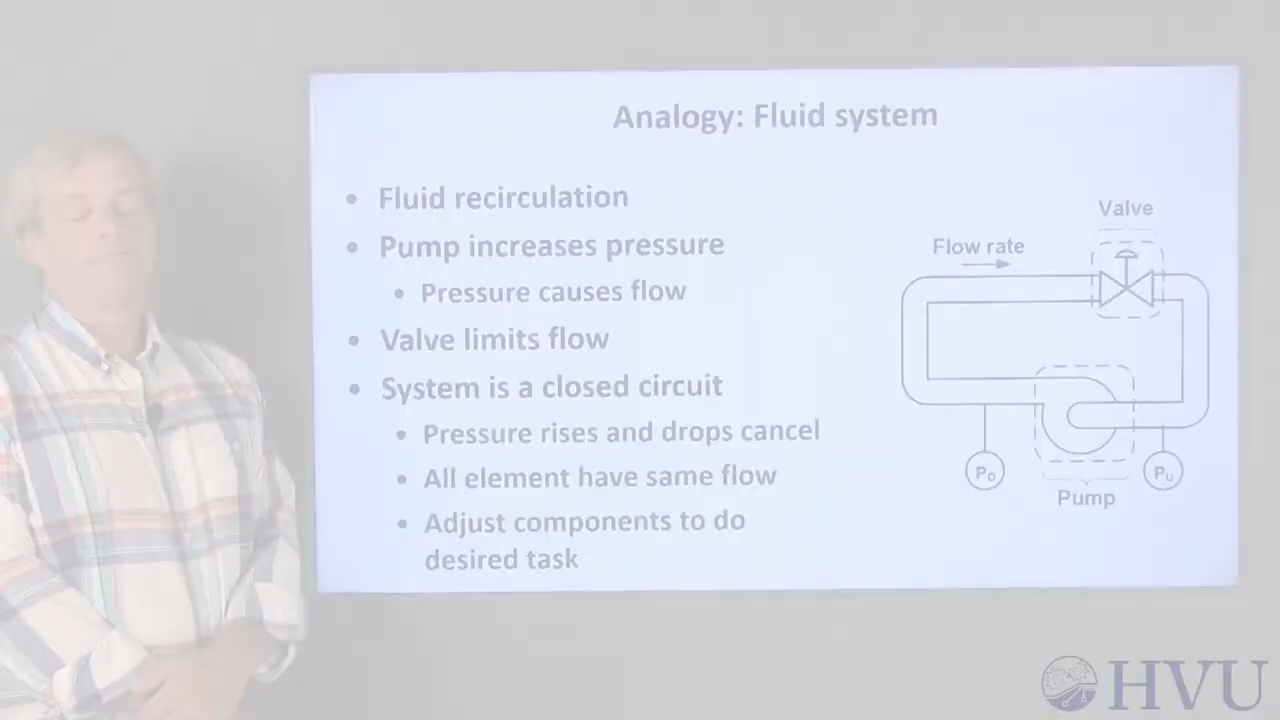 Analogy: Fluid system
• Fluid recirculation
• Pump increases pressure
• Pressure causes flow
• Valve limits flow
• System is a closed circuit
• Pressure rises and drops cancel
• All element have same flow
• Adjust components to do
desired task
Valve
Flow rate
P_D
P_U
Pump
HVU